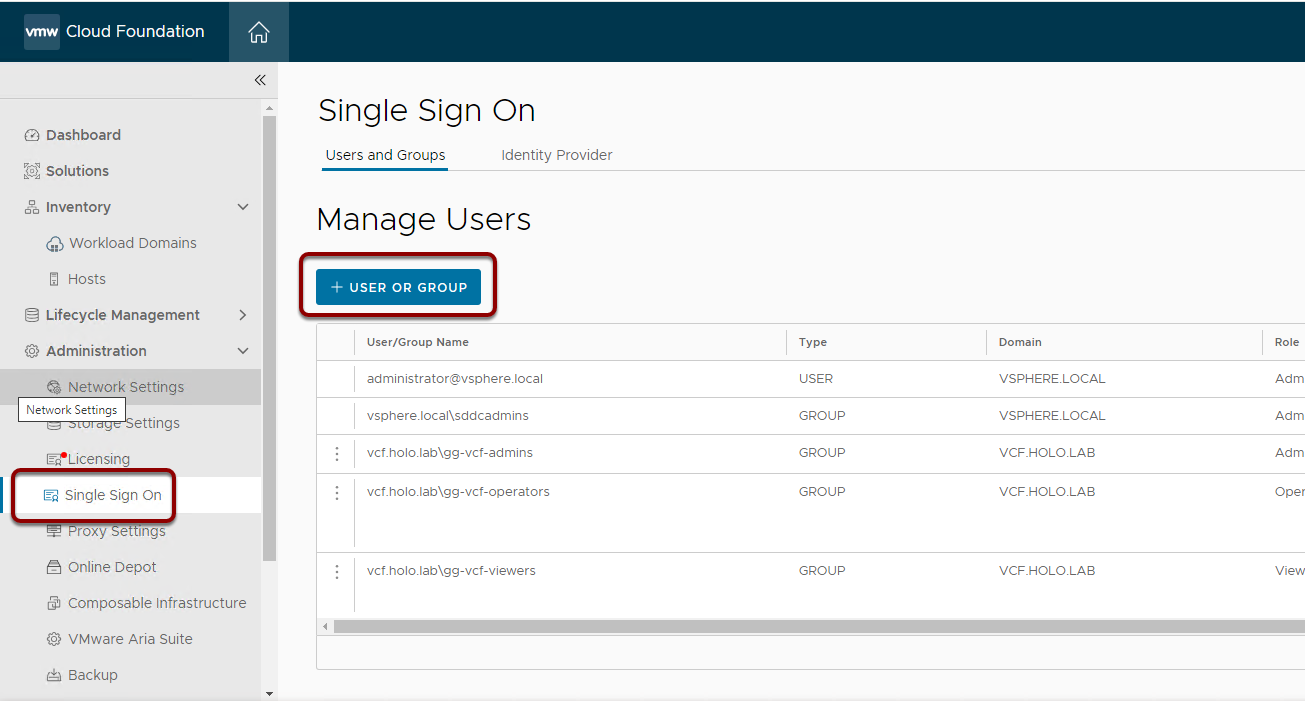 vmw Cloud Foundation
Single Sign On
Users and Groups Identity Provider
Manage Users
+ USER OR GROUP
User/Group Name Type Domain Role
administrator@vsphere.local USER VSPHERE.LOCAL Adm
vsphere.local\sddcadmins GROUP VSPHERE.LOCAL Adm
vcf.holo.lab\gg-vcf-admins GROUP VCF.HOLO.LAB Adm
vcf.holo.lab\gg-vcf-operators GROUP VCF.HOLO.LAB Oper
vcf.holo.lab\gg-vcf-viewers GROUP VCF.HOLO.LAB View
Dashboard
Solutions
Inventory
Workload Domains
Hosts
Lifecycle Management
Administration
Network Settings
Network Settings
Storage Settings
Licensing
Single Sign On
Proxy Settings
Online Depot
Composable Infrastructure
VMware Aria Suite
Backup